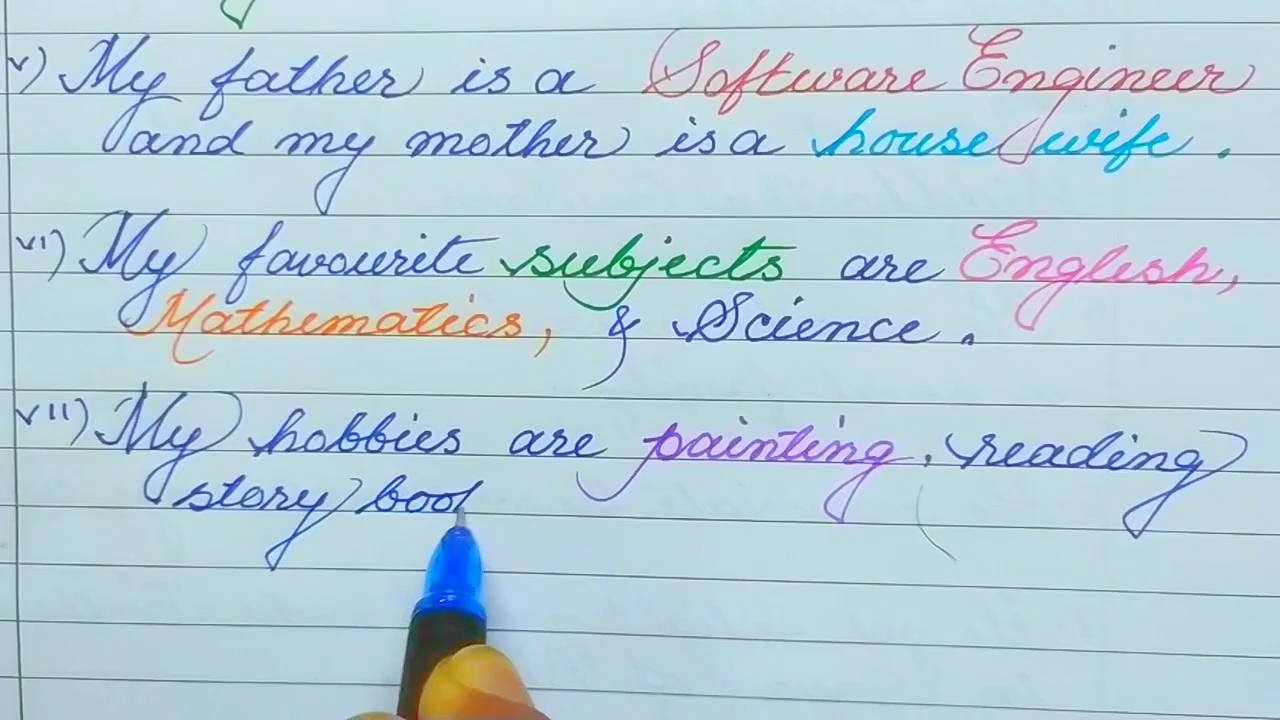 v) My father is a Software Engineer
and my mother is a house wife.
vi) My favourite subjects are English,
Mathematics, & Science.
vii) My hobbies are painting, reading
story book